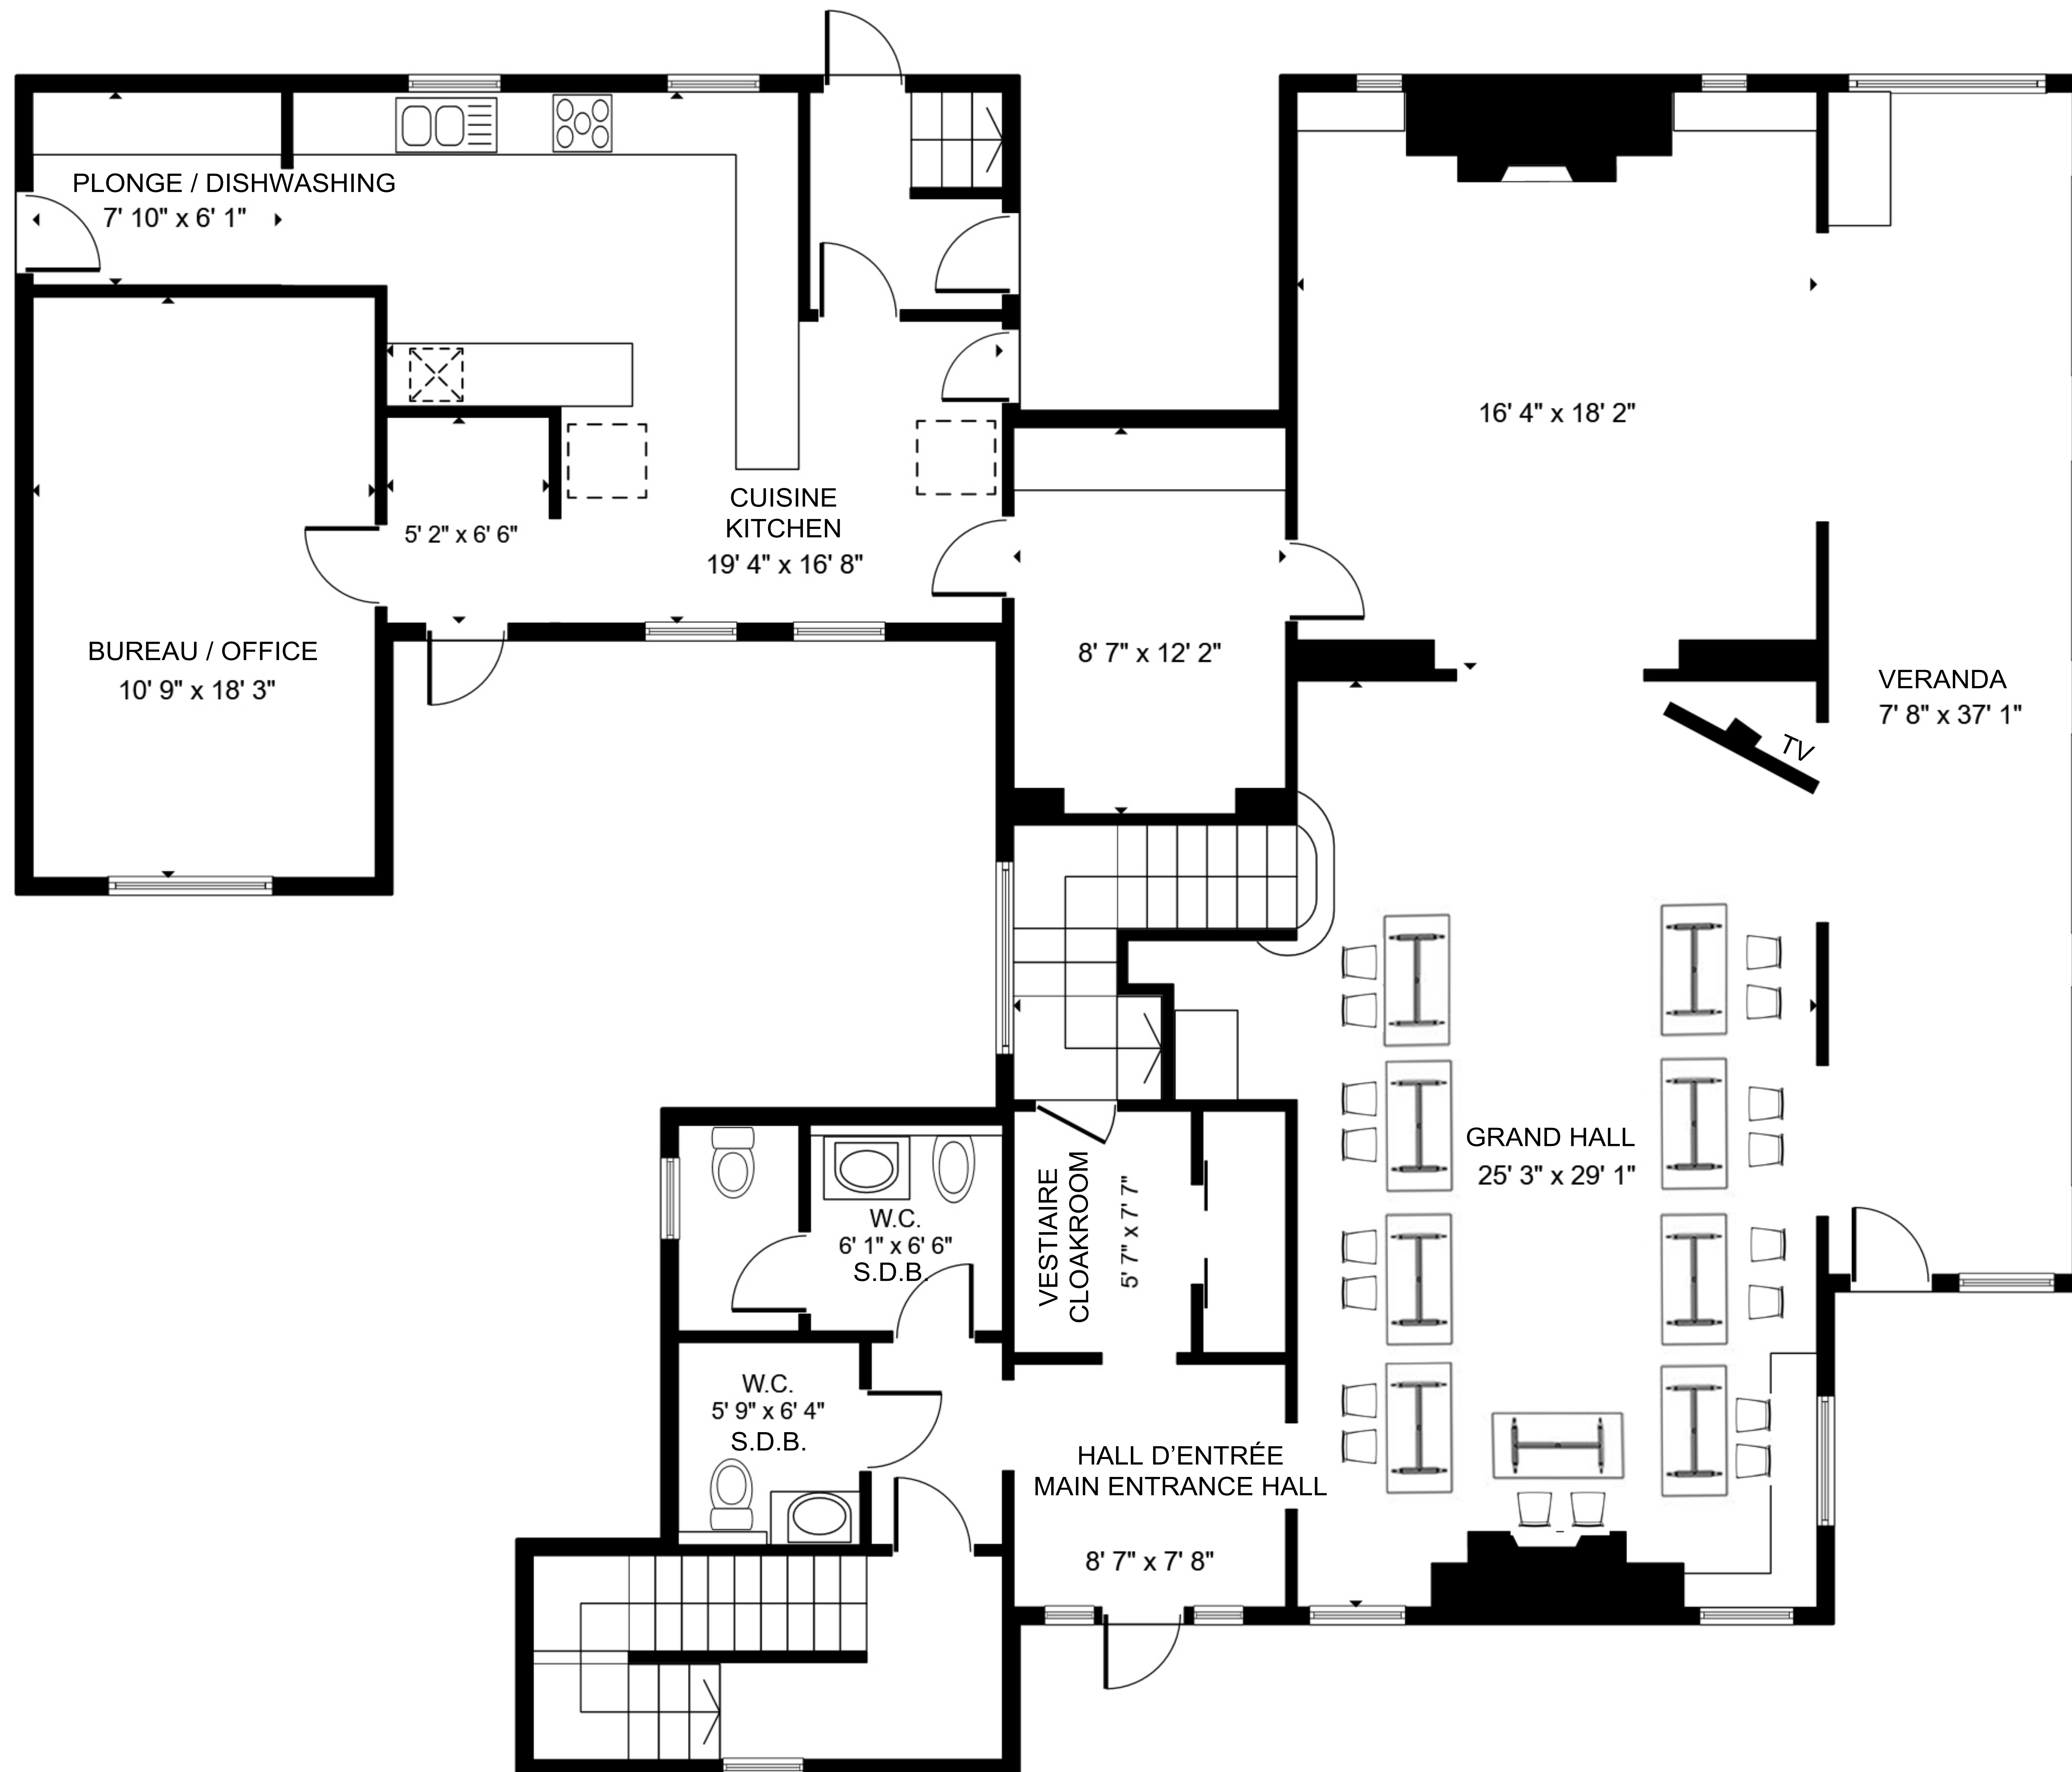 PLONGE / DISHWASHING
7' 10" x 6' 1"
16' 4" x 18' 2"
CUISINE
KITCHEN
19' 4" x 16' 8"
5' 2" x 6' 6"
BUREAU / OFFICE
10' 9" x 18' 3"
8' 7" x 12' 2"
VERANDA
7' 8" x 37' 1"
TV
GRAND HALL
25' 3" x 29' 1"
VESTIAIRE
CLOAKROOM
5' 7" x 7' 7"
W.C.
6' 1" x 6' 6"
S.D.B.
W.C.
5' 9" x 6' 4"
S.D.B.
HALL D'ENTRÉE
MAIN ENTRANCE HALL
8' 7" x 7' 8"